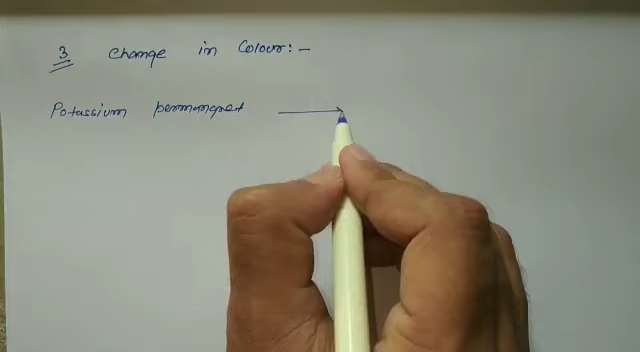 3 Change in Colour:-
Potassium permanganet →